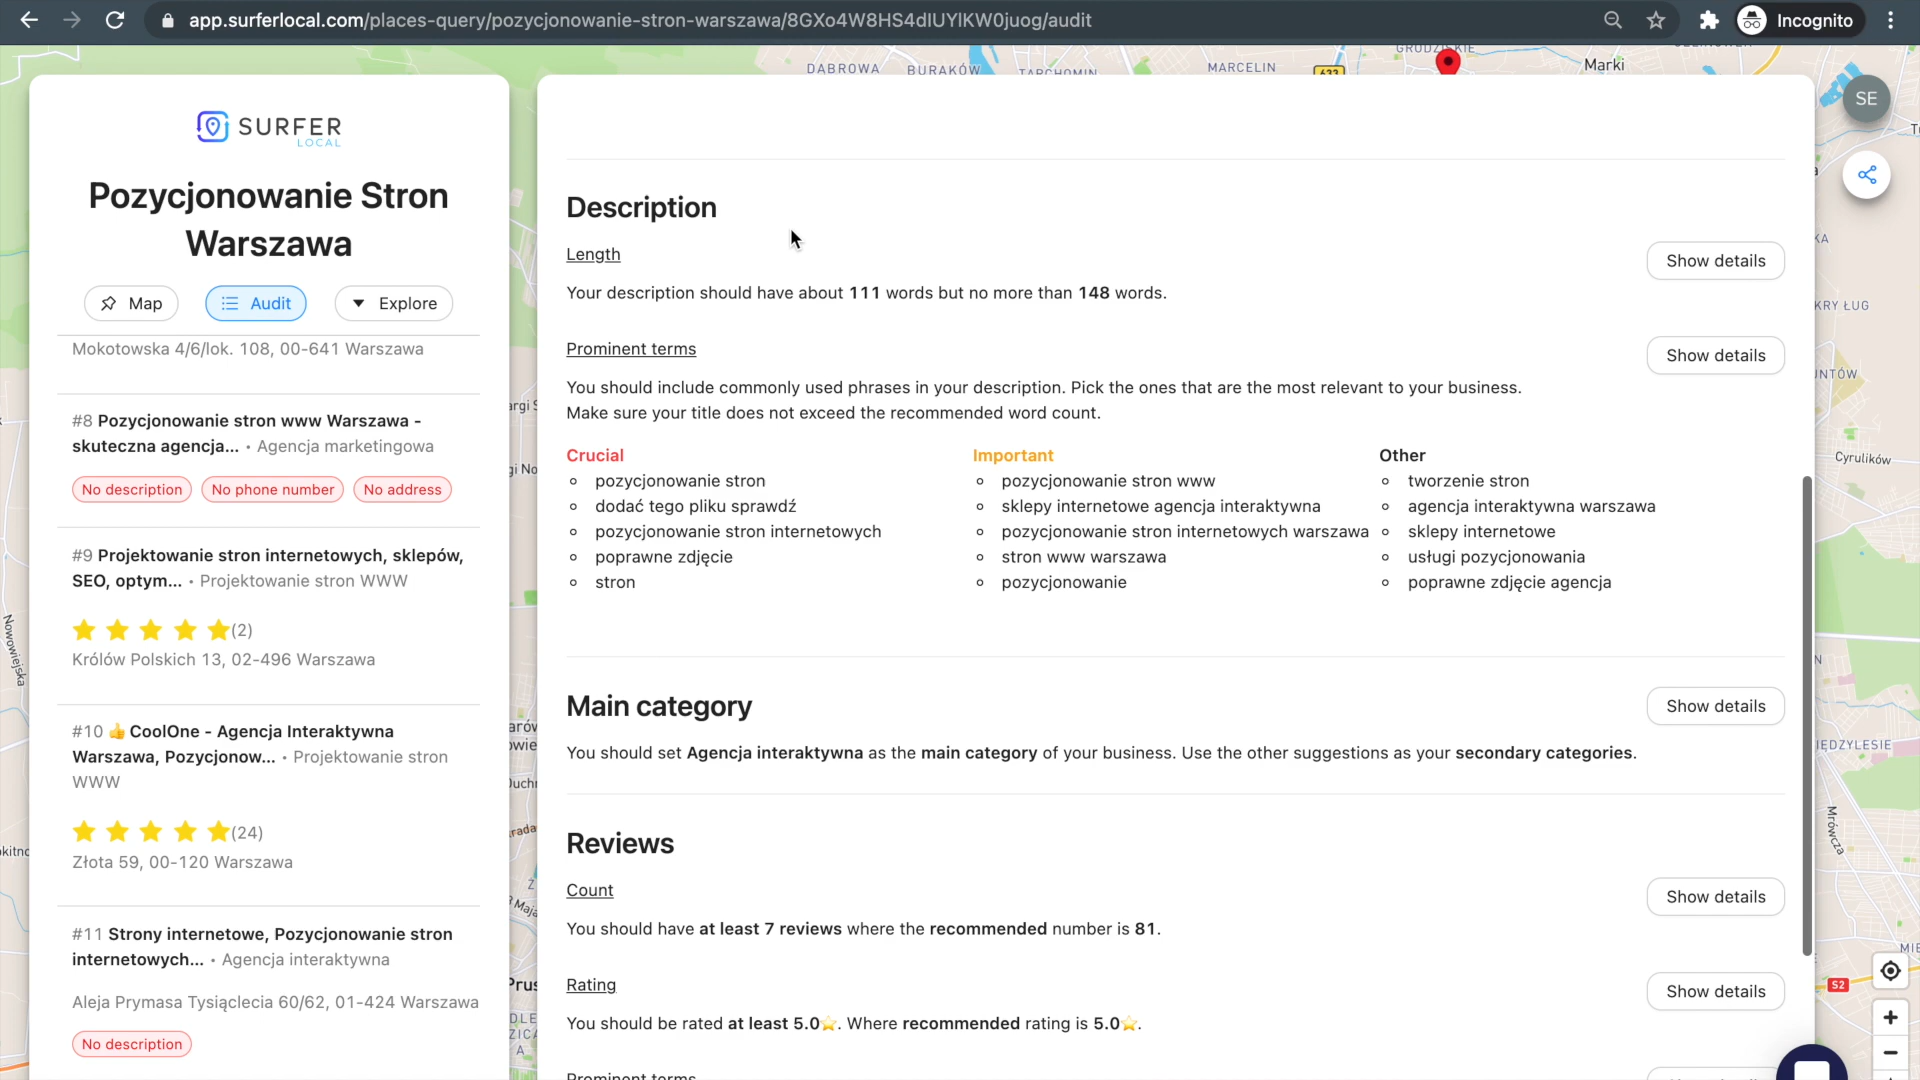 app.surferlocal.com/places-query/pozycjonowanie-stron-warszawa/8GXo4W8HS4dIUYlKW0juog/audit
Incognito
DABROWA
BURAKÓW
TARCHOMIN
MARCELIN
633
GRODZISKIE
Marki
SE
SURFER
LOCAL
Pozycjonowanie Stron
Warszawa
Map
Audit
Explore
Mokotowska 4/6/lok. 108, 00-641 Warszawa
#8 Pozycjonowanie stron www Warszawa -
skuteczna agencja... • Agencja marketingowa
No description
No phone number
No address
#9 Projektowanie stron internetowych, sklepów,
SEO, optym... • Projektowanie stron WWW
(2)
Królów Polskich 13, 02-496 Warszawa
#10 👍 CoolOne - Agencja Interaktywna
Warszawa, Pozycjonow... • Projektowanie stron
WWW
(24)
Złota 59, 00-120 Warszawa
#11 Strony internetowe, Pozycjonowanie stron
internetowych... • Agencja interaktywna
Aleja Prymasa Tysiąclecia 60/62, 01-424 Warszawa
No description
Description
Length
Show details
Your description should have about 111 words but no more than 148 words.
Prominent terms
Show details
You should include commonly used phrases in your description. Pick the ones that are the most relevant to your business.
Make sure your title does not exceed the recommended word count.
Crucial
pozycjonowanie stron
dodać tego pliku sprawdź
pozycjonowanie stron internetowych
poprawne zdjęcie
stron
Important
pozycjonowanie stron www
sklepy internetowe agencja interaktywna
pozycjonowanie stron internetowych warszawa
stron www warszawa
pozycjonowanie
Other
tworzenie stron
agencja interaktywna warszawa
sklepy internetowe
usługi pozycjonowania
poprawne zdjęcie agencja
Main category
Show details
You should set Agencja interaktywna as the main category of your business. Use the other suggestions as your secondary categories.
Reviews
Count
Show details
You should have at least 7 reviews where the recommended number is 81.
Rating
Show details
You should be rated at least 5.0⭐. Where recommended rating is 5.0⭐.
Prominent terms
Nowowiejska
Cyrulików
KRY ŁUG
IEDZYLESIE
Mrówcza
S2